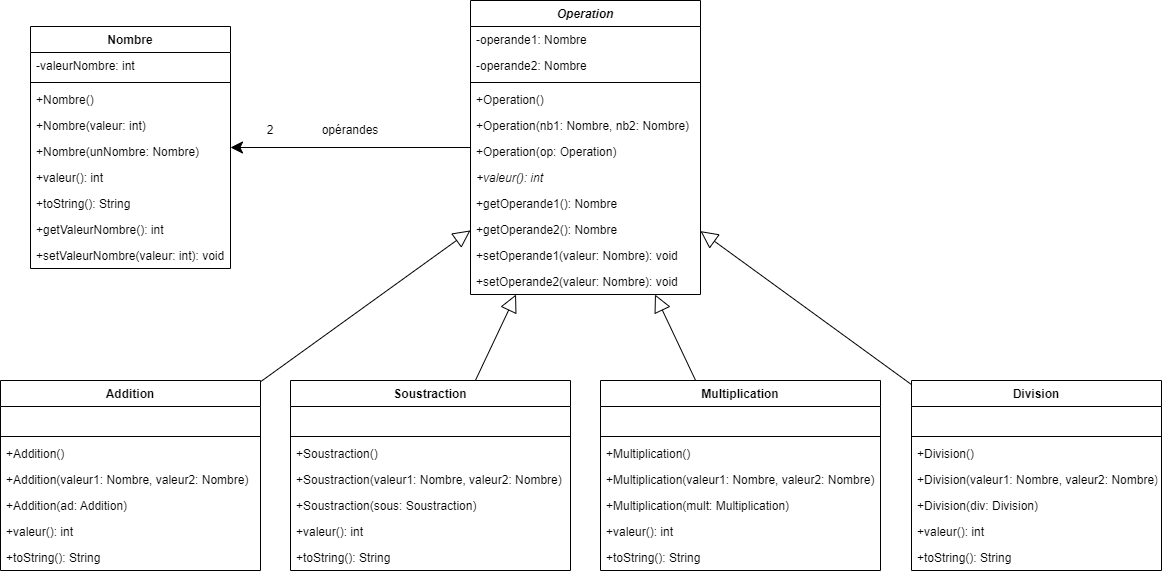 Nombre
-valeurNombre: int
+Nombre()
+Nombre(valeur: int)
+Nombre(unNombre: Nombre)
+valeur(): int
+toString(): String
+getValeurNombre(): int
+setValeurNombre(valeur: int): void
2 opérandes
Operation
-operande1: Nombre
-operande2: Nombre
+Operation()
+Operation(nb1: Nombre, nb2: Nombre)
+Operation(op: Operation)
+valeur(): int
+getOperande1(): Nombre
+getOperande2(): Nombre
+setOperande1(valeur: Nombre): void
+setOperande2(valeur: Nombre): void
Addition
+Addition()
+Addition(valeur1: Nombre, valeur2: Nombre)
+Addition(ad: Addition)
+valeur(): int
+toString(): String
Soustraction
+Soustraction()
+Soustraction(valeur1: Nombre, valeur2: Nombre)
+Soustraction(sous: Soustraction)
+valeur(): int
+toString(): String
Multiplication
+Multiplication()
+Multiplication(valeur1: Nombre, valeur2: Nombre)
+Multiplication(mult: Multiplication)
+valeur(): int
+toString(): String
Division
+Division()
+Division(valeur1: Nombre, valeur2: Nombre)
+Division(div: Division)
+valeur(): int
+toString(): String